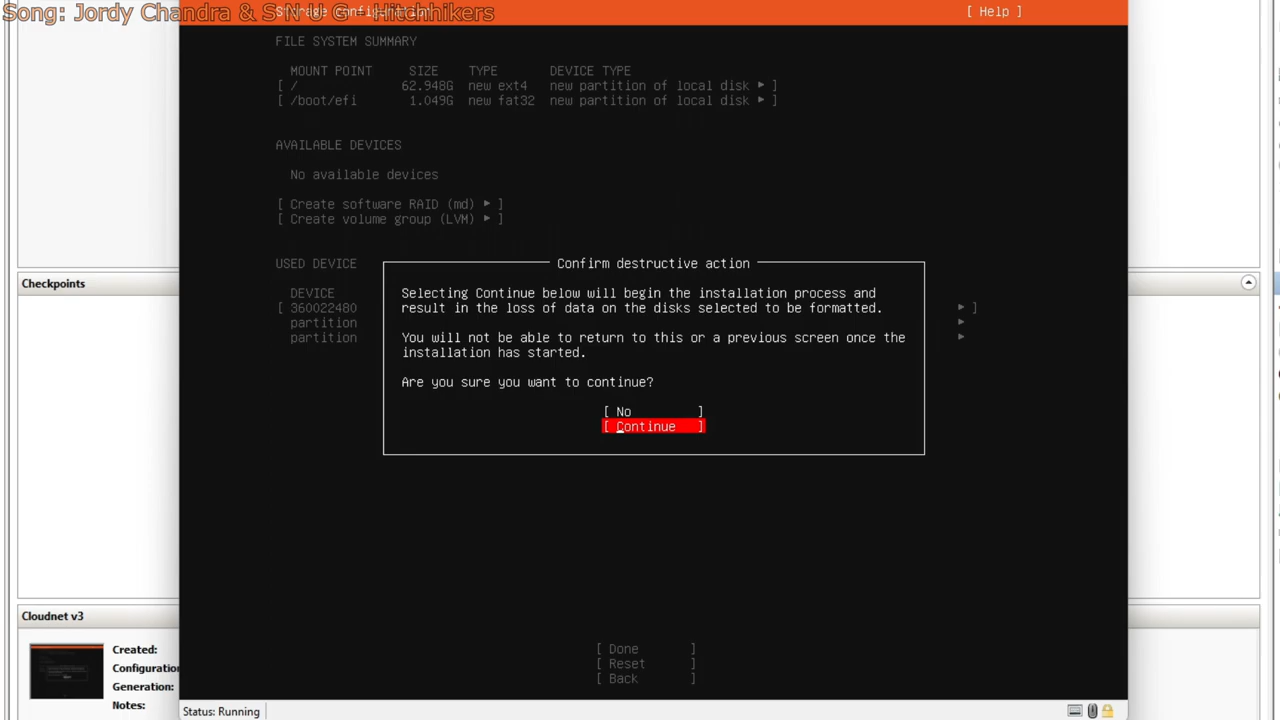 Song: Jordy Chandra & S N U G - Hitchhikers
Storage configuration
[ Help ]
FILE SYSTEM SUMMARY
MOUNT POINT SIZE TYPE DEVICE TYPE
[ / 62.948G new ext4 new partition of local disk ▸ ]
[ /boot/efi 1.049G new fat32 new partition of local disk ▸ ]
AVAILABLE DEVICES
No available devices
[ Create software RAID (md) ▸ ]
[ Create volume group (LVM) ▸ ]
USED DEVICE
DEVICE
[ 360022480 ▸ ]
partition ▸
partition ▸
Confirm destructive action
Selecting Continue below will begin the installation process and
result in the loss of data on the disks selected to be formatted.
You will not be able to return to this or a previous screen once the
installation has started.
Are you sure you want to continue?
[ No ]
[ Continue ]
[ Done ]
[ Reset ]
[ Back ]
Checkpoints
Cloudnet v3
Created:
Configuratio
Generation:
Notes:
Status: Running